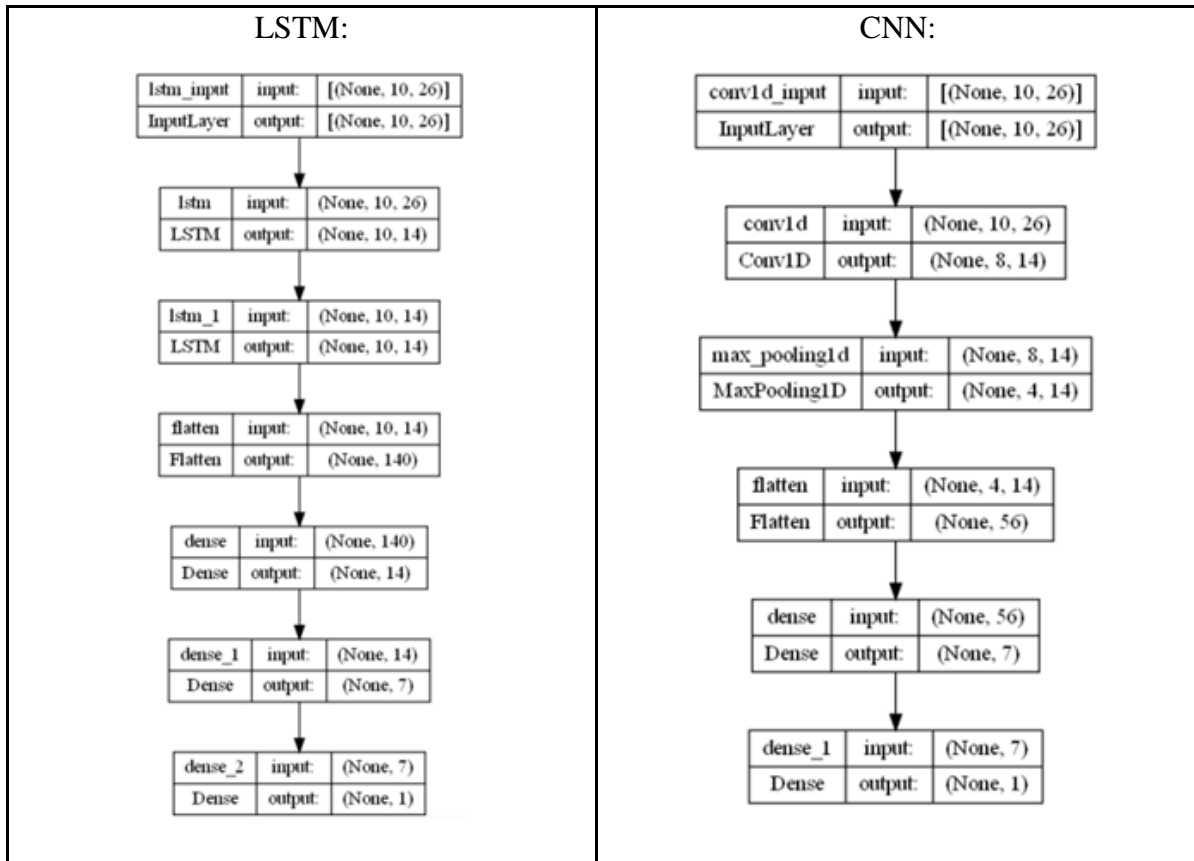 LSTM:
lstm_input input: [(None, 10, 26)]
InputLayer output: [(None, 10, 26)]
lstm input: (None, 10, 26)
LSTM output: (None, 10, 14)
lstm_1 input: (None, 10, 14)
LSTM output: (None, 10, 14)
flatten input: (None, 10, 14)
Flatten output: (None, 140)
dense input: (None, 140)
Dense output: (None, 14)
dense_1 input: (None, 14)
Dense output: (None, 7)
dense_2 input: (None, 7)
Dense output: (None, 1)
CNN:
conv1d_input input: [(None, 10, 26)]
InputLayer output: [(None, 10, 26)]
conv1d input: (None, 10, 26)
Conv1D output: (None, 8, 14)
max_pooling1d input: (None, 8, 14)
MaxPooling1D output: (None, 4, 14)
flatten input: (None, 4, 14)
Flatten output: (None, 56)
dense input: (None, 56)
Dense output: (None, 7)
dense_1 input: (None, 7)
Dense output: (None, 1)